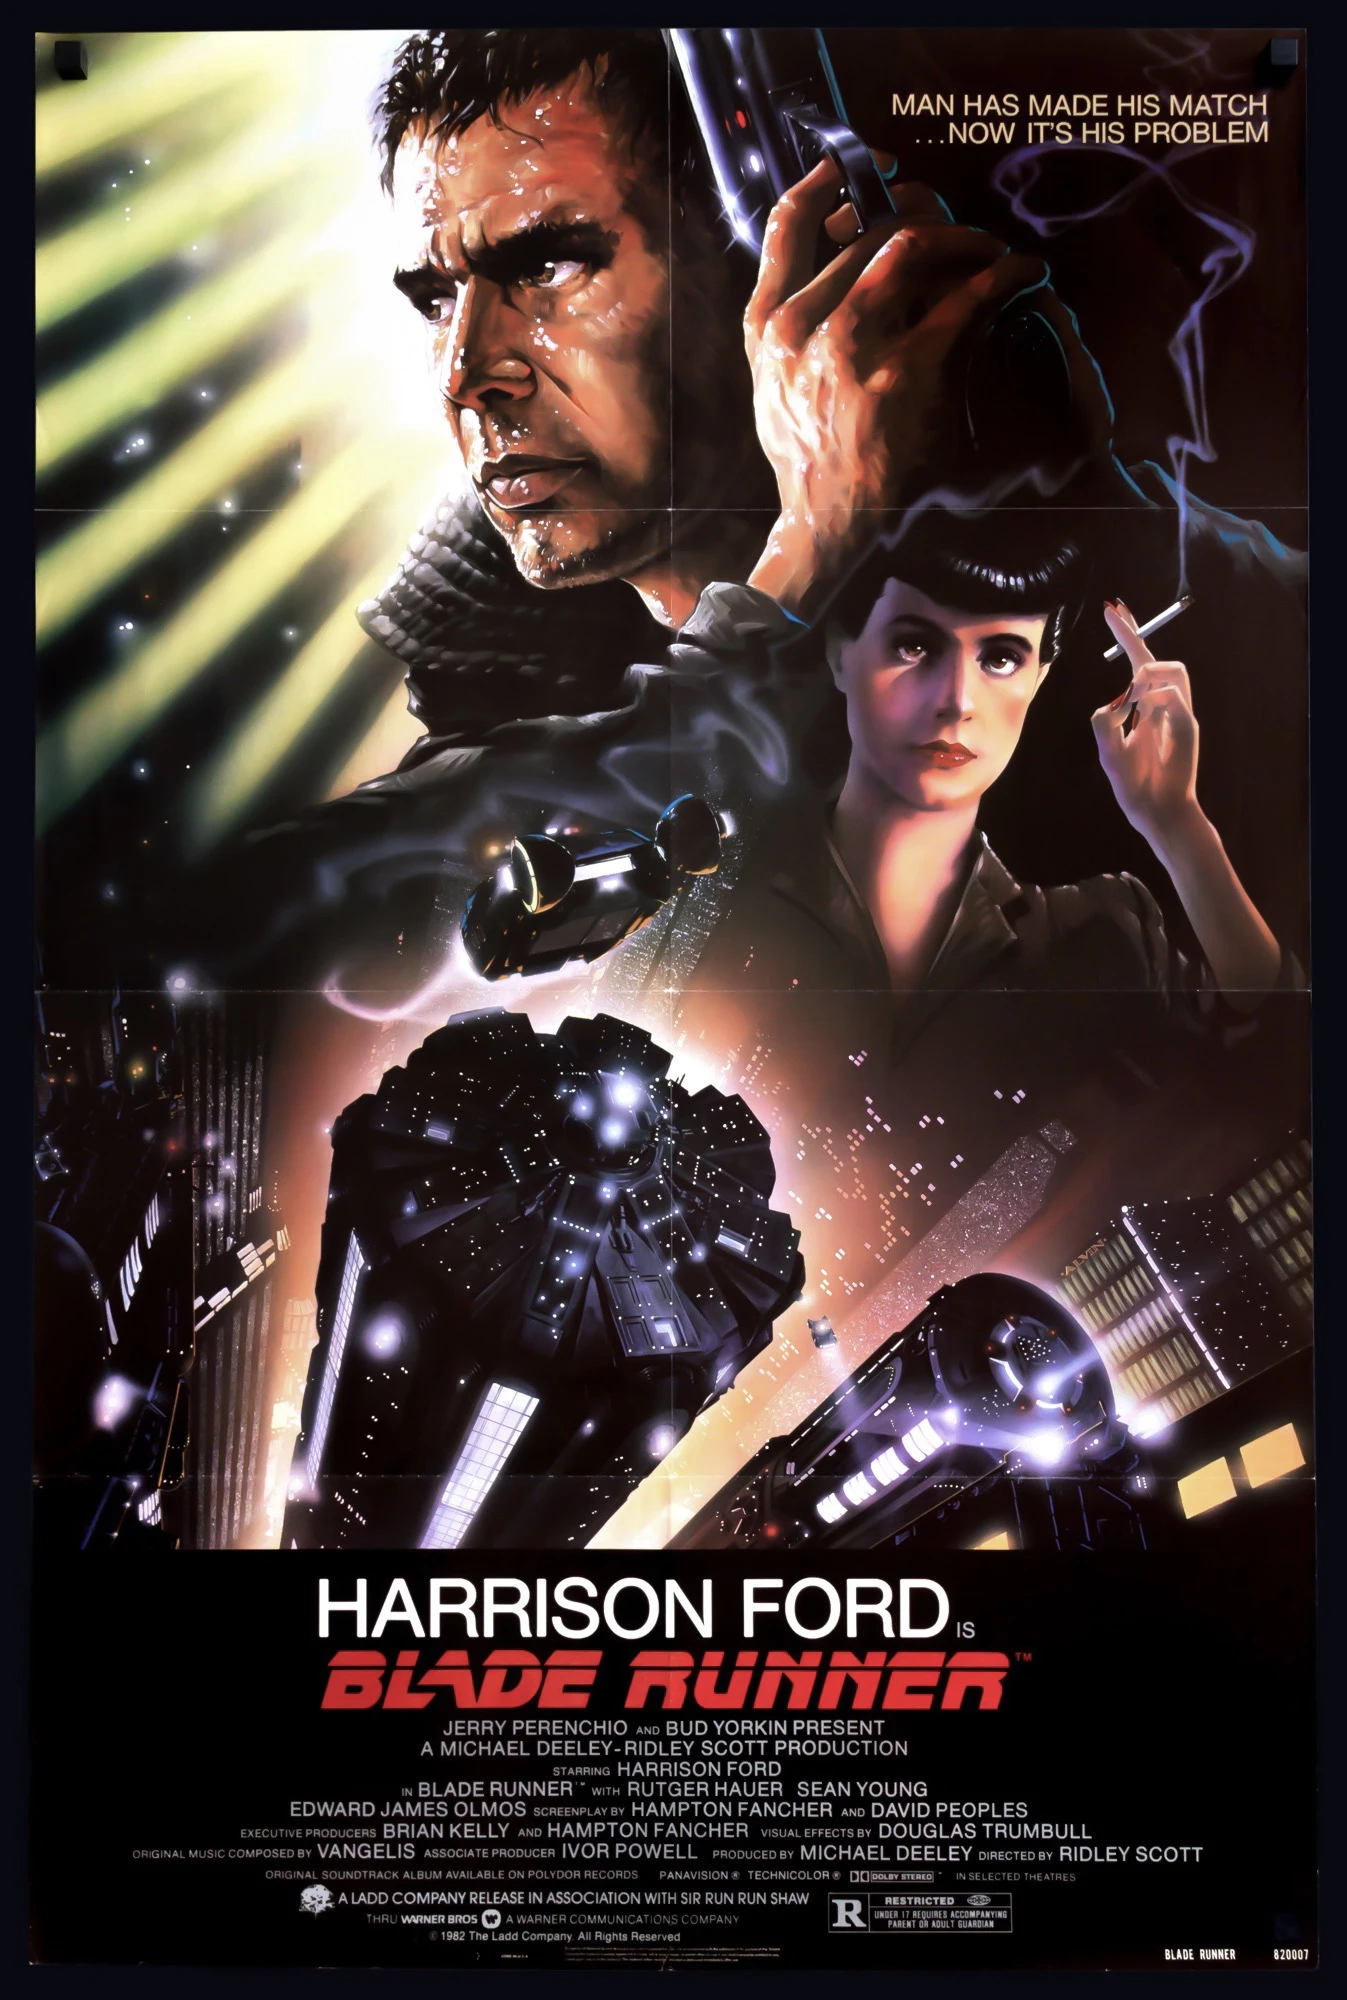 MAN HAS MADE HIS MATCH
...NOW IT'S HIS PROBLEM
ALVIN
HARRISON FORD IS
BLADE RUNNER™
JERRY PERENCHIO AND BUD YORKIN PRESENT
A MICHAEL DEELEY-RIDLEY SCOTT PRODUCTION
STARRING HARRISON FORD
IN BLADE RUNNER™ WITH RUTGER HAUER SEAN YOUNG
EDWARD JAMES OLMOS SCREENPLAY BY HAMPTON FANCHER AND DAVID PEOPLES
EXECUTIVE PRODUCERS BRIAN KELLY AND HAMPTON FANCHER VISUAL EFFECTS BY DOUGLAS TRUMBULL
ORIGINAL MUSIC COMPOSED BY VANGELIS ASSOCIATE PRODUCER IVOR POWELL PRODUCED BY MICHAEL DEELEY DIRECTED BY RIDLEY SCOTT
ORIGINAL SOUNDTRACK ALBUM AVAILABLE ON POLYDOR RECORDS PANAVISION® TECHNICOLOR® DOLBY STEREO™ IN SELECTED THEATRES
A LADD COMPANY RELEASE IN ASSOCIATION WITH SIR RUN RUN SHAW
THRU WARNER BROS W A WARNER COMMUNICATIONS COMPANY
©1982 The Ladd Company. All Rights Reserved
R RESTRICTED
UNDER 17 REQUIRES ACCOMPANYING
PARENT OR ADULT GUARDIAN
BLADE RUNNER 820007